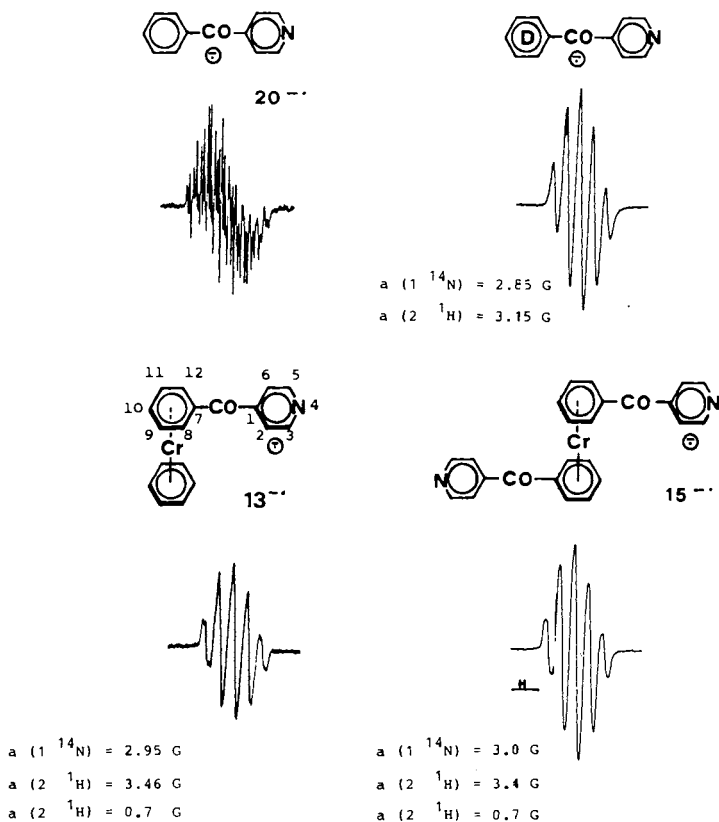 CO N
D CO N
20 −·
a (1 ¹⁴N) = 2.85 G
a (2 ¹H) = 3.15 G
11 12 6 5
10 CO N 4
9 8 7 1 2 3
Cr
13 −·
CO N
Cr
N CO
15 −·
H
a (1 ¹⁴N) = 2.95 G
a (2 ¹H) = 3.46 G
a (2 ¹H) = 0.7 G
a (1 ¹⁴N) = 3.0 G
a (2 ¹H) = 3.4 G
a (2 ¹H) = 0.7 G